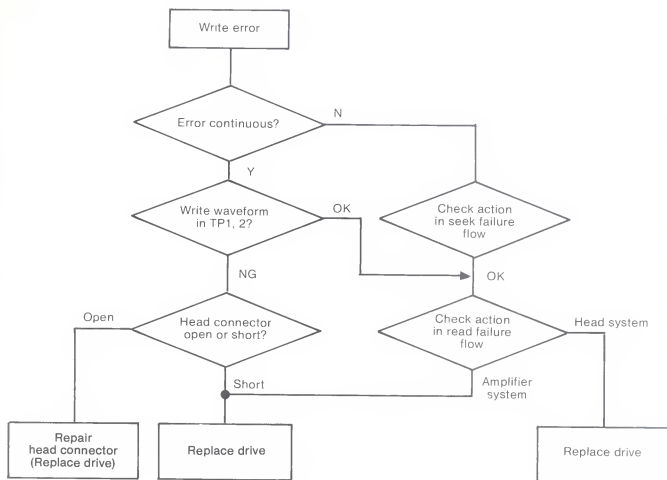 Write error
Error continuous?
N
Y
Write waveform
in TP1, 2?
OK
Check action
in seek failure
flow
NG
OK
Open
Head connector
open or short?
Check action
in read failure
flow
Head system
Short
Amplifier
system
Repair
head connector
(Replace drive)
Replace drive
Replace drive